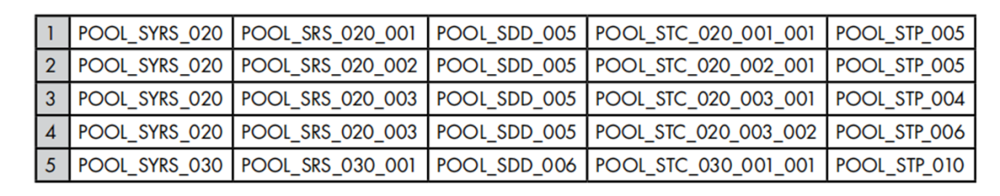 1 POOL_SYRS_020 POOL_SRS_020_001 POOL_SDD_005 POOL_STC_020_001_001 POOL_STP_005
2 POOL_SYRS_020 POOL_SRS_020_002 POOL_SDD_005 POOL_STC_020_002_001 POOL_STP_005
3 POOL_SYRS_020 POOL_SRS_020_003 POOL_SDD_005 POOL_STC_020_003_001 POOL_STP_004
4 POOL_SYRS_020 POOL_SRS_020_003 POOL_SDD_005 POOL_STC_020_003_002 POOL_STP_006
5 POOL_SYRS_030 POOL_SRS_030_001 POOL_SDD_006 POOL_STC_030_001_001 POOL_STP_010